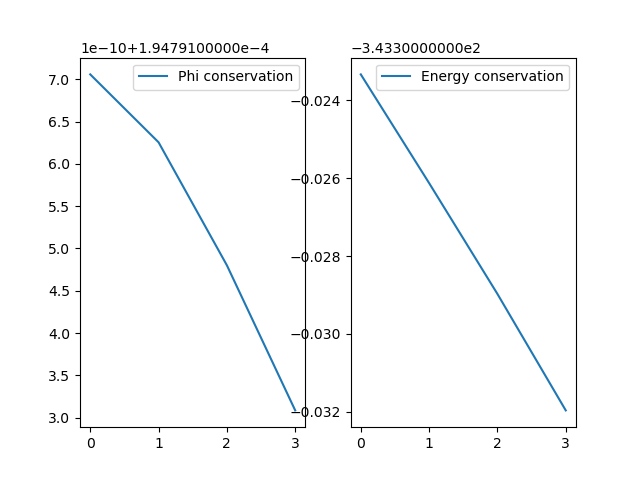 1e−10+1.9479100000e−4
Phi conservation
7.0
6.5
6.0
5.5
5.0
4.5
4.0
3.5
3.0
0 1 2 3
−3.4330000000e2
Energy conservation
−0.024
−0.026
−0.028
−0.030
−0.032
0 1 2 3